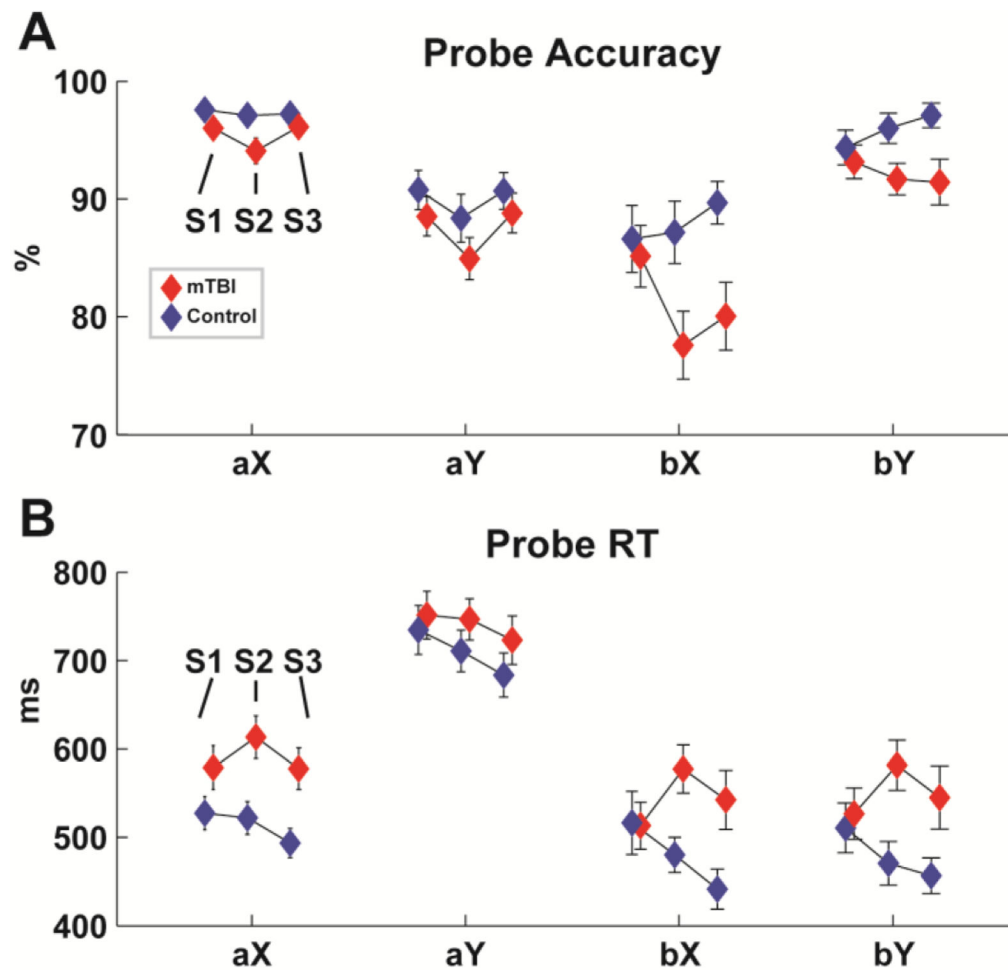 A
Probe Accuracy
100
90
80
70
%
S1 S2 S3
mTBI
Control
aX aY bX bY
B
Probe RT
800
700
600
500
400
ms
S1 S2 S3
aX aY bX bY